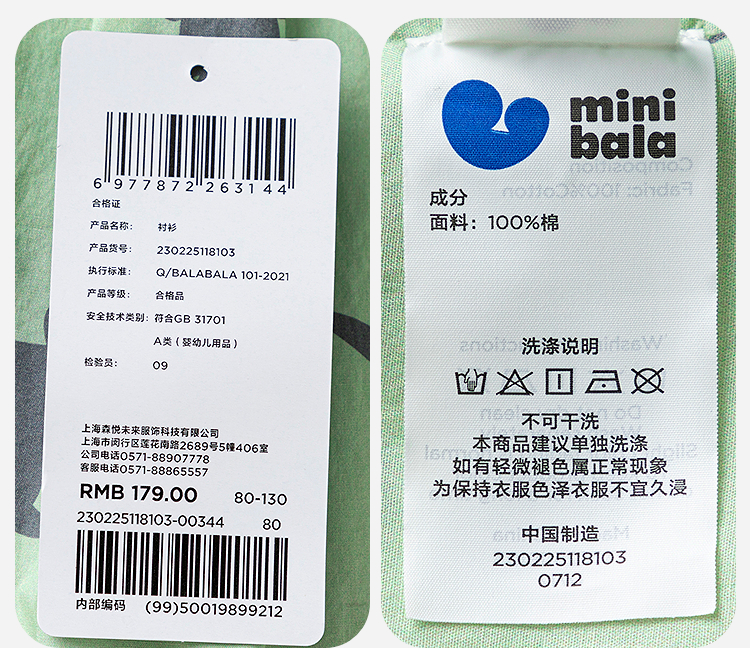 6 977872 263144
合格证
产品名称： 衬衫
产品货号： 230225118103
执行标准： Q/BALABALA 101-2021
产品等级： 合格品
安全技术类别：符合GB 31701
A类（婴幼儿用品）
检验员： 09
上海森悦未来服饰科技有限公司
上海市闵行区莲花南路2689号5幢406室
公司电话0571-88907778
客服电话0571-88865557
RMB 179.00 80-130
230225118103-00344 80
内部编码 (99)50019899212
mini
bala
Composition
Fabric: 100%Cotton
成分
面料：100%棉
洗涤说明
不可干洗
本商品建议单独洗涤
如有轻微褪色属正常现象
为保持衣服色泽衣服不宜久浸
中国制造
230225118103
0712